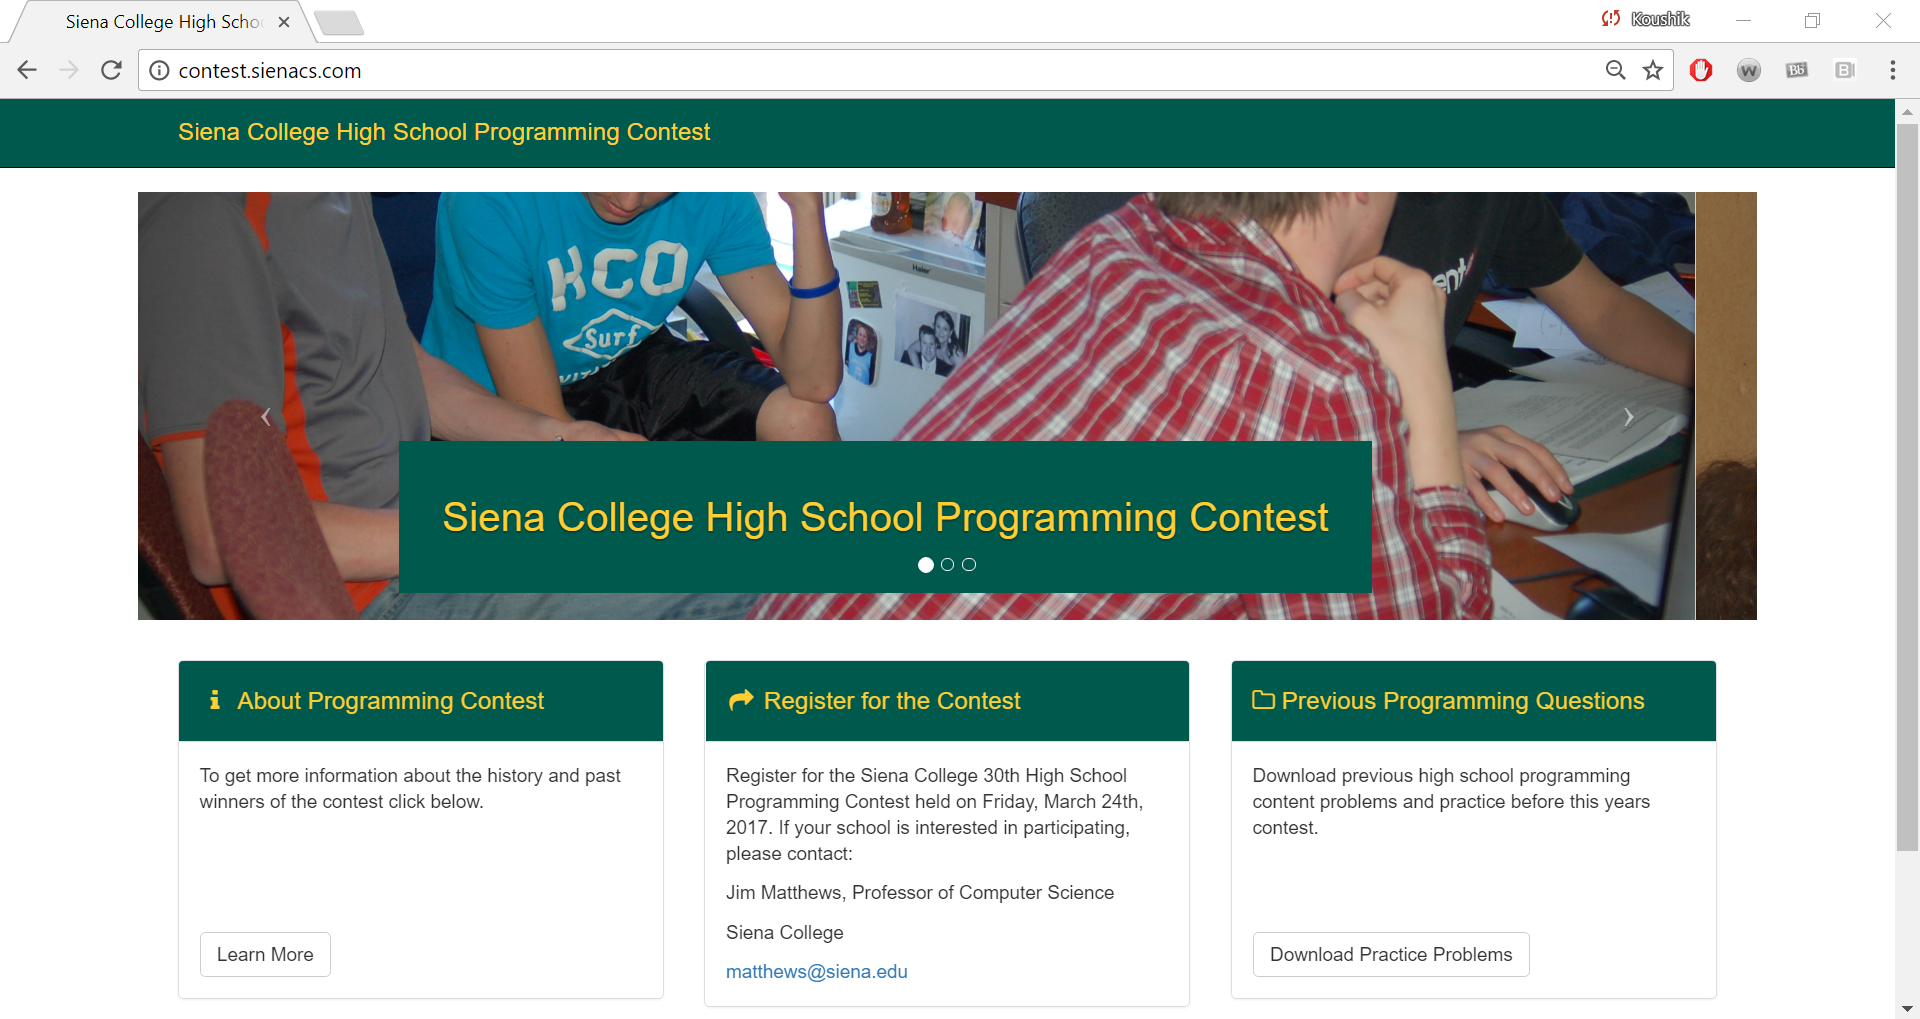 Siena College High Scho
Koushik
contest.sienacs.com
Siena College High School Programming Contest
KCO
Surf
Haier
ent
Siena College High School Programming Contest
About Programming Contest
To get more information about the history and past
winners of the contest click below.
Learn More
Register for the Contest
Register for the Siena College 30th High School
Programming Contest held on Friday, March 24th,
2017. If your school is interested in participating,
please contact:
Jim Matthews, Professor of Computer Science
Siena College
matthews@siena.edu
Previous Programming Questions
Download previous high school programming
content problems and practice before this years
contest.
Download Practice Problems